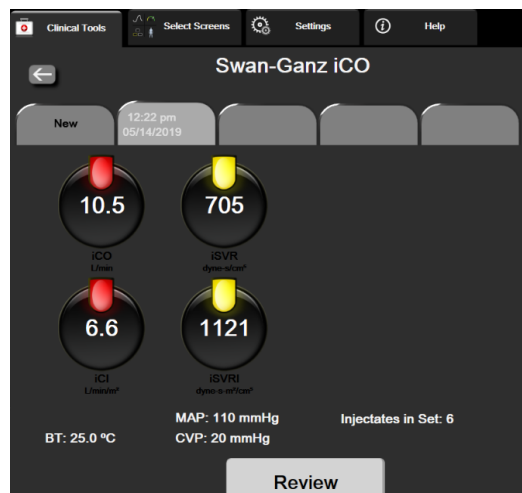 Clinical Tools
Select Screens
Settings
Help
Swan-Ganz iCO
New
12:22 pm
05/14/2019
10.5
705
iCO
L/min
iSVR
dyne-s/cm⁵
6.6
1121
iCI
L/min/m²
iSVRI
dyne-s-m²/cm⁵
MAP: 110 mmHg
Injectates in Set: 6
BT: 25.0 ºC
CVP: 20 mmHg
Review